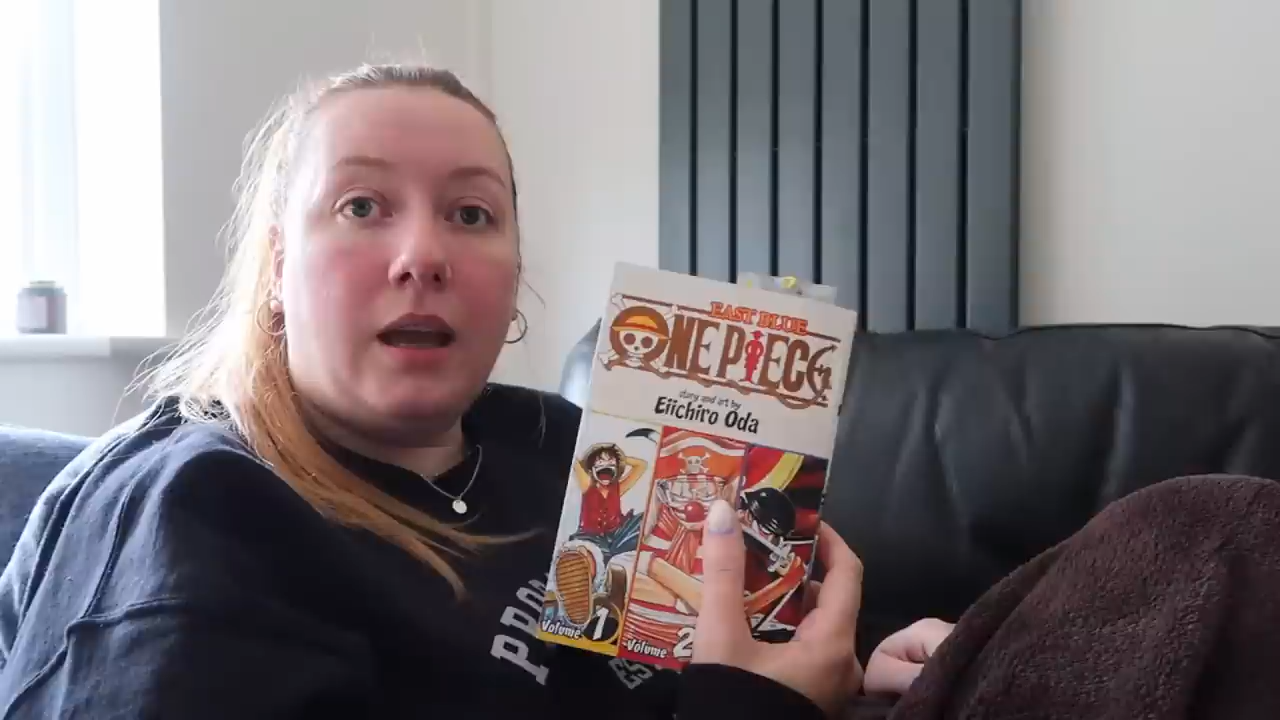 EAST BLUE
ONE PIECE
story and art by
Eiichiro Oda
Volume 1
Volume 2